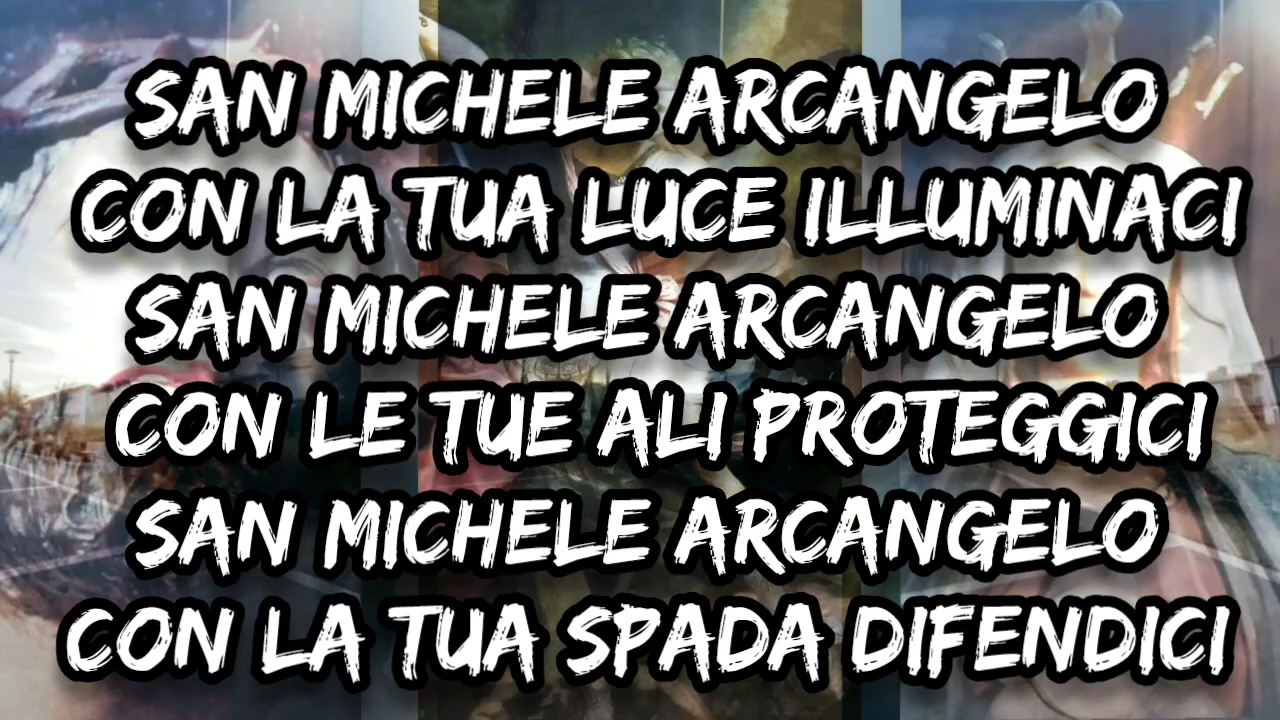 SAN MICHELE ARCANGELO
CON LA TUA LUCE ILLUMINACI
SAN MICHELE ARCANGELO
CON LE TUE ALI PROTEGGICI
SAN MICHELE ARCANGELO
CON LA TUA SPADA DIFENDICI